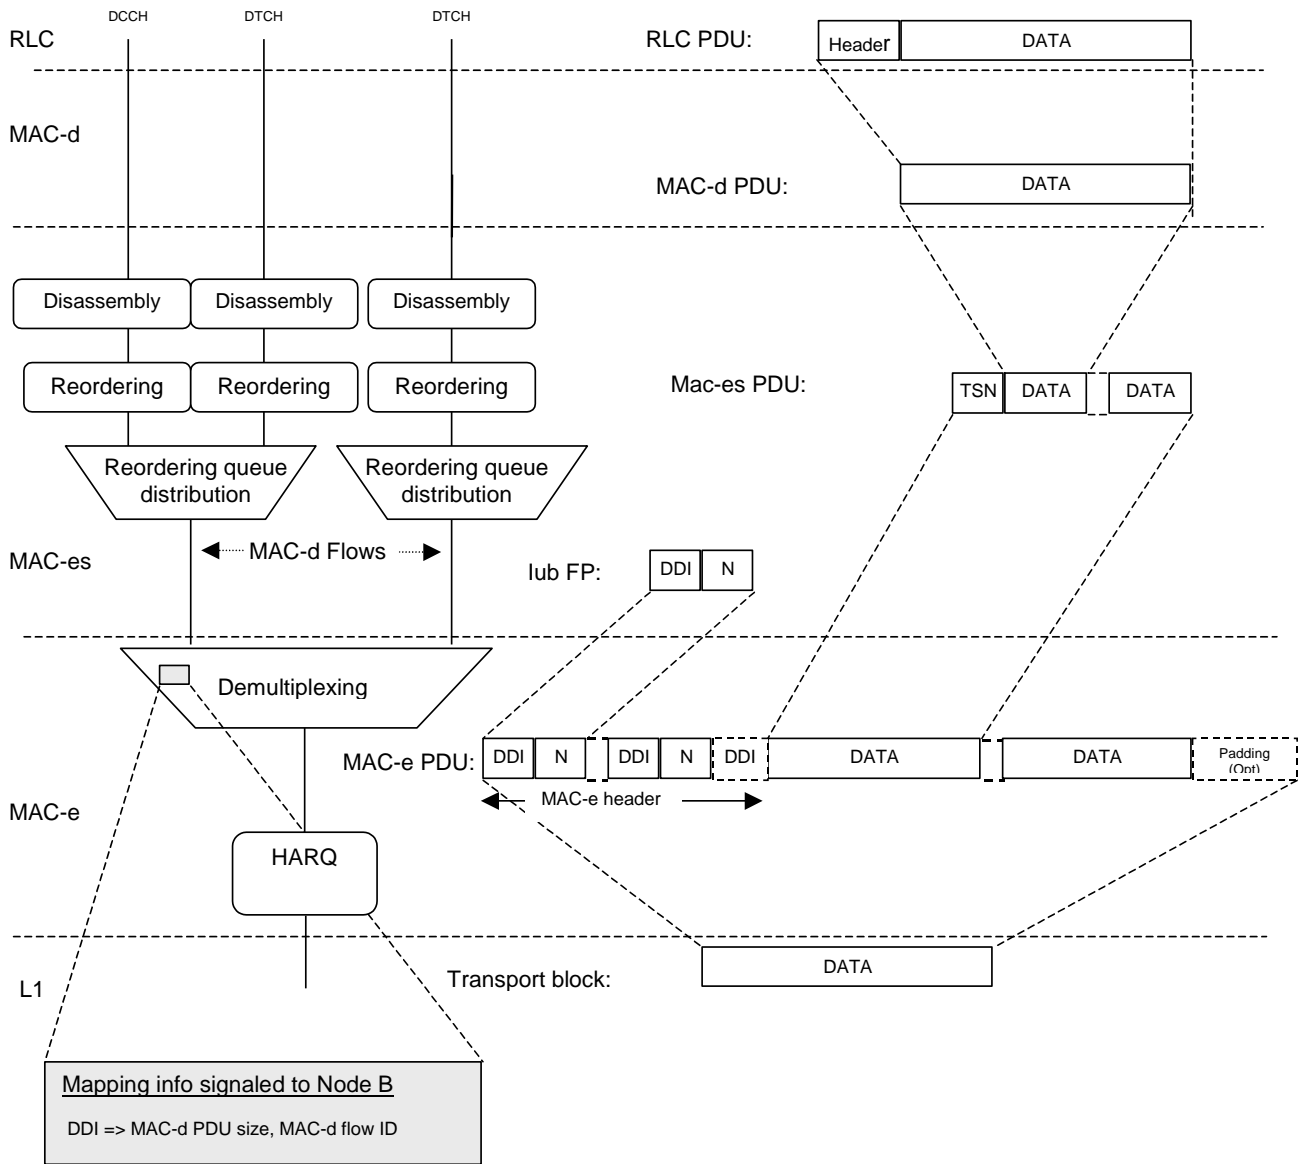 DCCH DTCH DTCH
RLC RLC PDU: Header DATA
MAC-d
MAC-d PDU: DATA
Disassembly Disassembly Disassembly
Reordering Reordering Reordering
Mac-es PDU: TSN DATA DATA
Reordering queue distribution
Reordering queue distribution
MAC-d Flows
MAC-es
Iub FP: DDI N
Demultiplexing
MAC-e PDU: DDI N DDI N DDI DATA DATA Padding (Opt)
MAC-e header
MAC-e
HARQ
Transport block: DATA
L1
Mapping info signaled to Node B
DDI => MAC-d PDU size, MAC-d flow ID